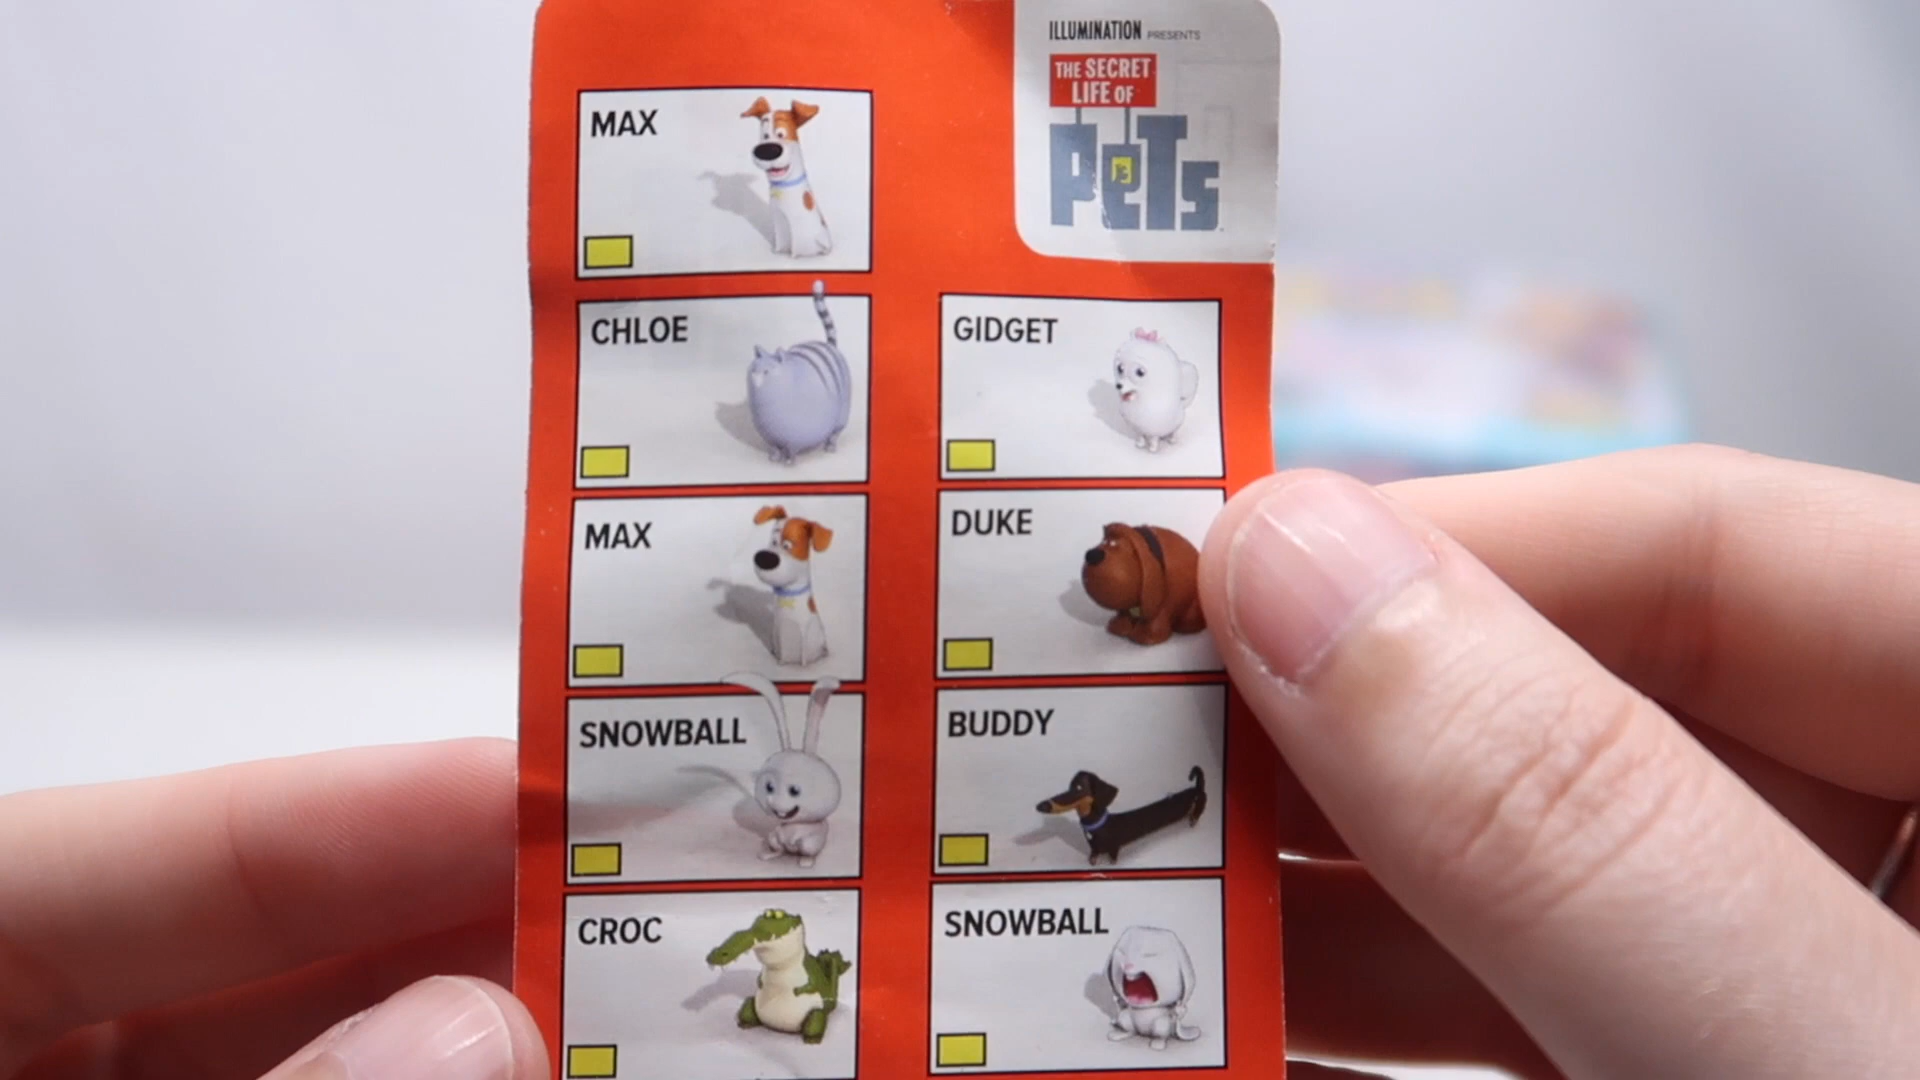 ILLUMINATION PRESENTS
THE SECRET
LIFE OF
PETS
MAX
CHLOE
GIDGET
MAX
DUKE
SNOWBALL
BUDDY
CROC
SNOWBALL